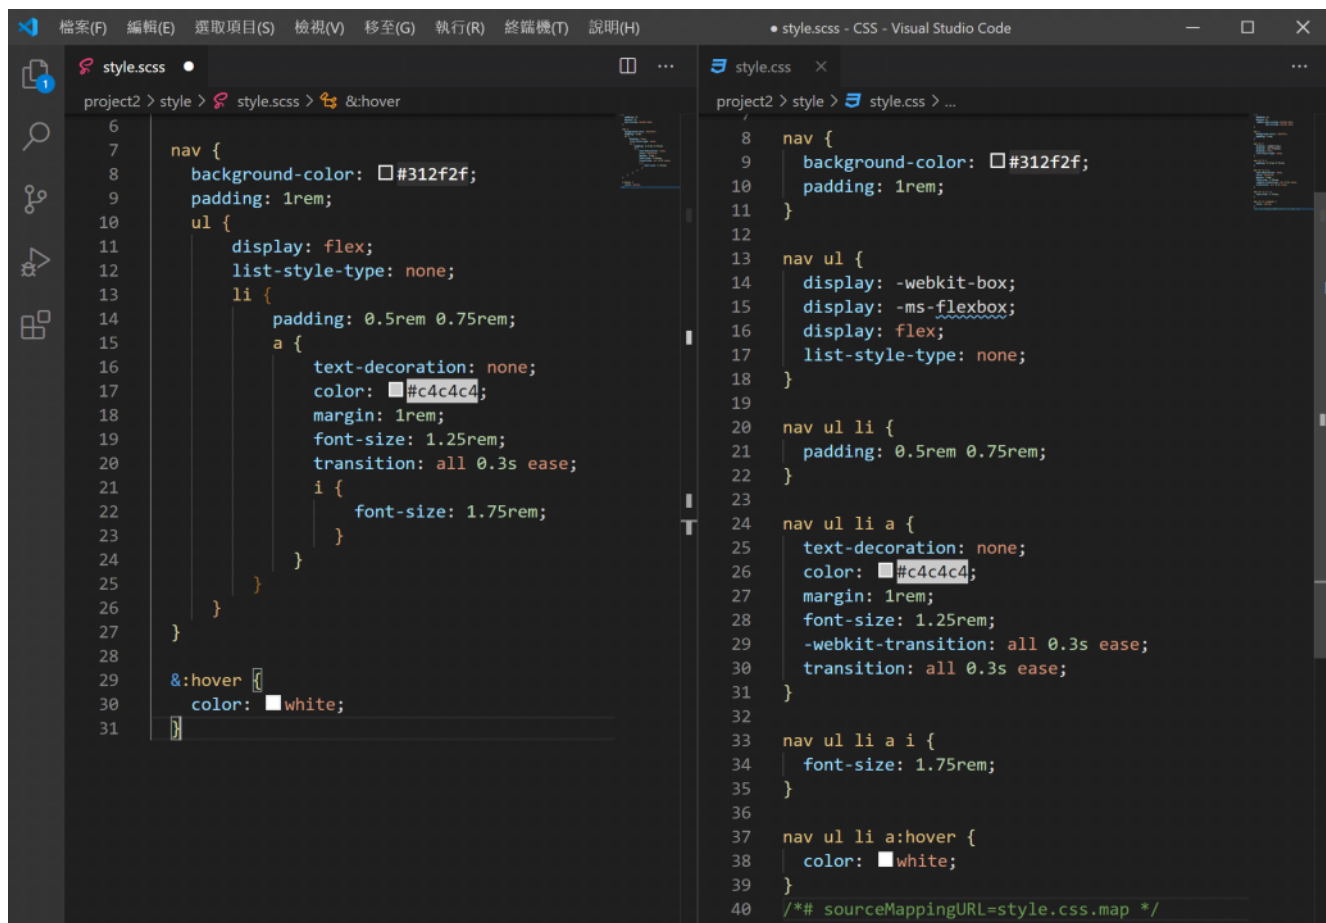 檔案(F) 編輯(E) 選取項目(S) 檢視(V) 移至(G) 執行(R) 終端機(T) 說明(H) ● style.scss - CSS - Visual Studio Code
1
style.scss ●
project2 > style > style.scss > &:hover
6
7 nav {
8 background-color: #312f2f;
9 padding: 1rem;
10 ul {
11 display: flex;
12 list-style-type: none;
13 li {
14 padding: 0.5rem 0.75rem;
15 a {
16 text-decoration: none;
17 color: #c4c4c4;
18 margin: 1rem;
19 font-size: 1.25rem;
20 transition: all 0.3s ease;
21 i {
22 font-size: 1.75rem;
23 }
24 }
25 }
26 }
27 }
28
29 &:hover {
30 color: white;
31 }
style.css
project2 > style > style.css > ...
7
8 nav {
9 background-color: #312f2f;
10 padding: 1rem;
11 }
12
13 nav ul {
14 display: -webkit-box;
15 display: -ms-flexbox;
16 display: flex;
17 list-style-type: none;
18 }
19
20 nav ul li {
21 padding: 0.5rem 0.75rem;
22 }
23
24 nav ul li a {
25 text-decoration: none;
26 color: #c4c4c4;
27 margin: 1rem;
28 font-size: 1.25rem;
29 -webkit-transition: all 0.3s ease;
30 transition: all 0.3s ease;
31 }
32
33 nav ul li a i {
34 font-size: 1.75rem;
35 }
36
37 nav ul li a:hover {
38 color: white;
39 }
40 /*# sourceMappingURL=style.css.map */